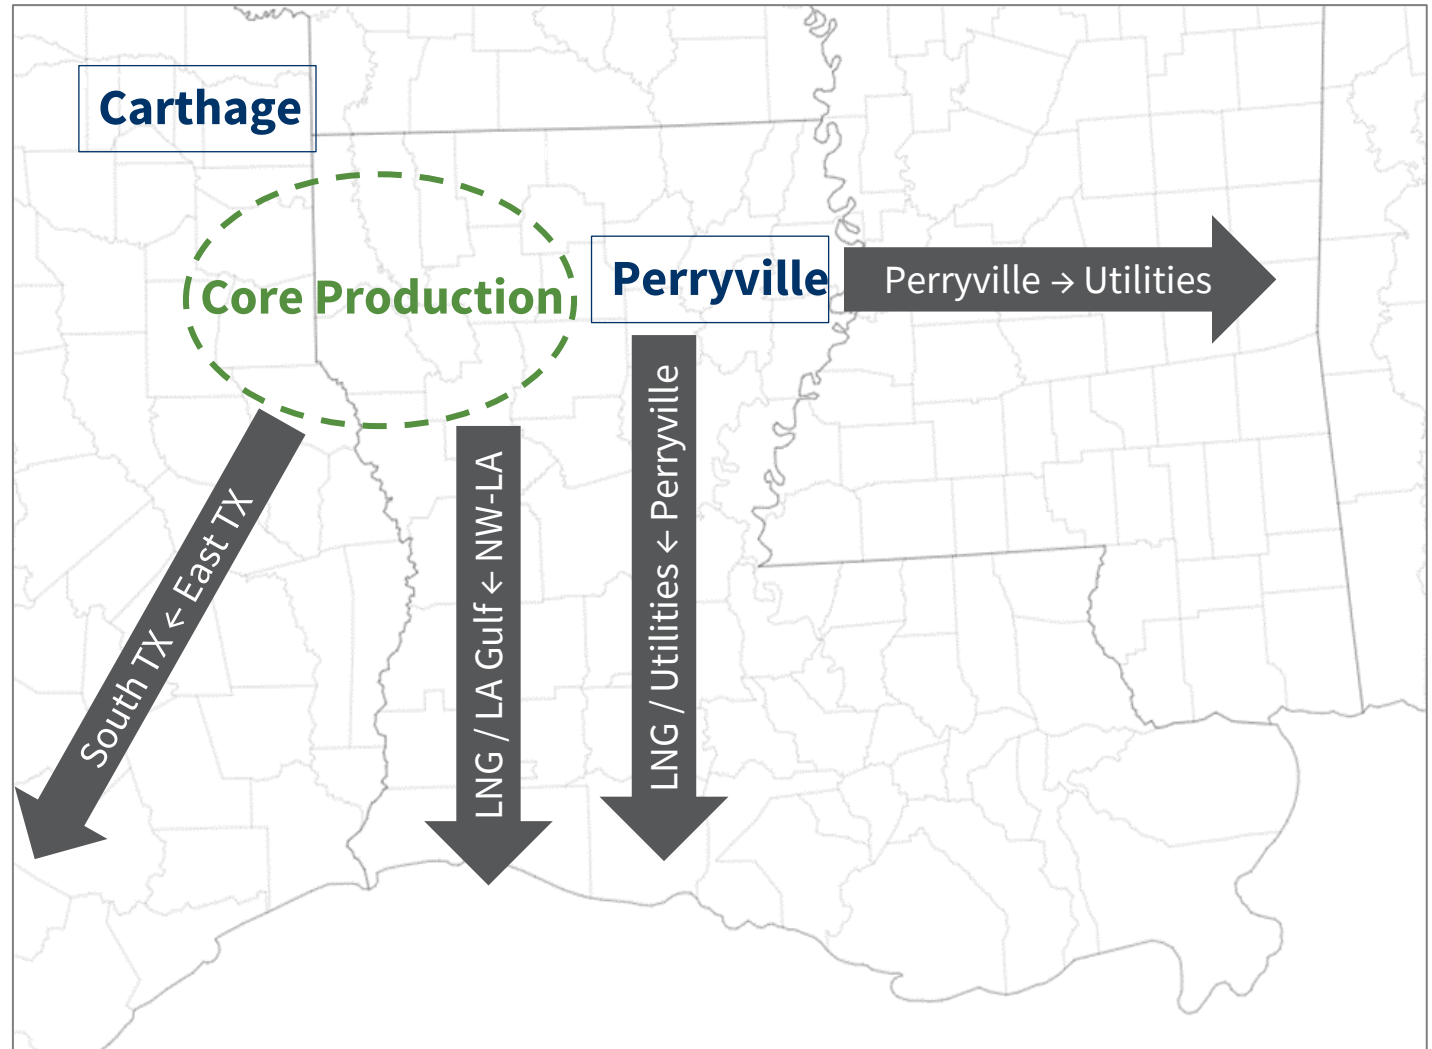 Carthage
Core Production
Perryville
Perryville → Utilities
South TX ← East TX
LNG / LA Gulf ← NW-LA
LNG / Utilities ← Perryville